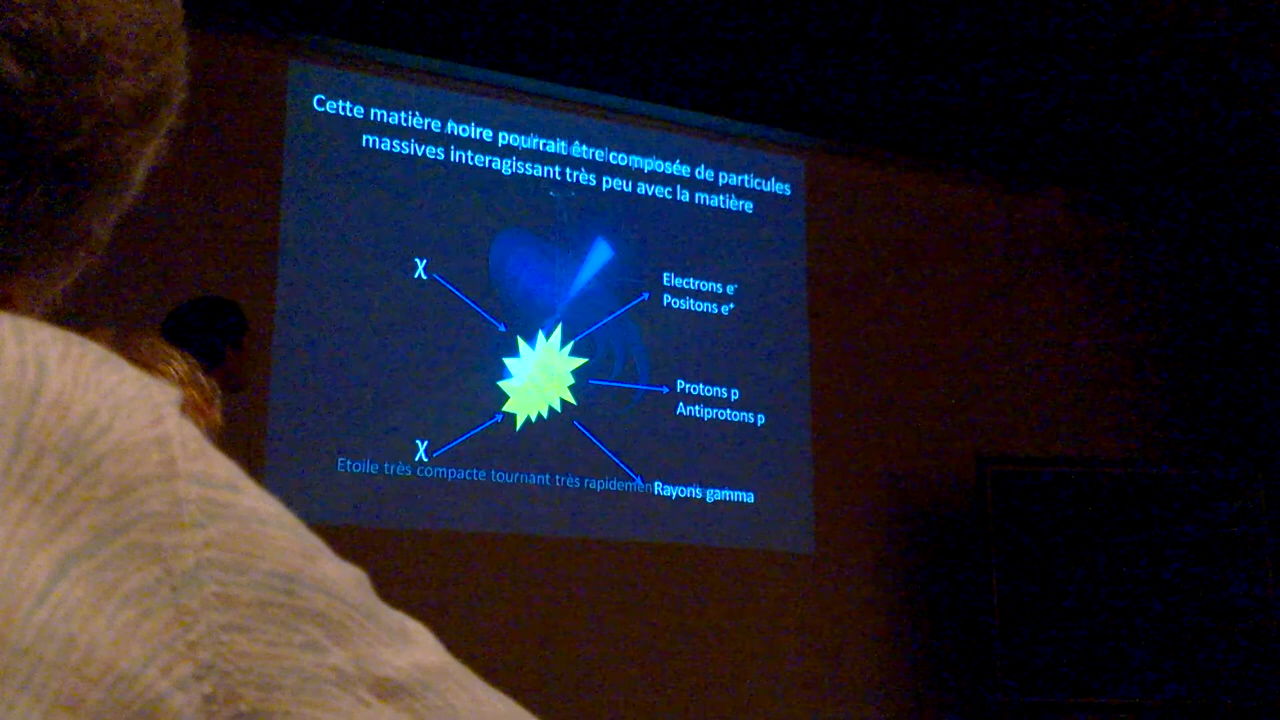 Cette matière noire pourrait être composée de particules
massives interagissant très peu avec la matière
χ
Electrons e⁻
Positons e⁺
Protons p
Antiprotons p
χ
Etoile très compacte tournant très rapidemen
Rayons gamma